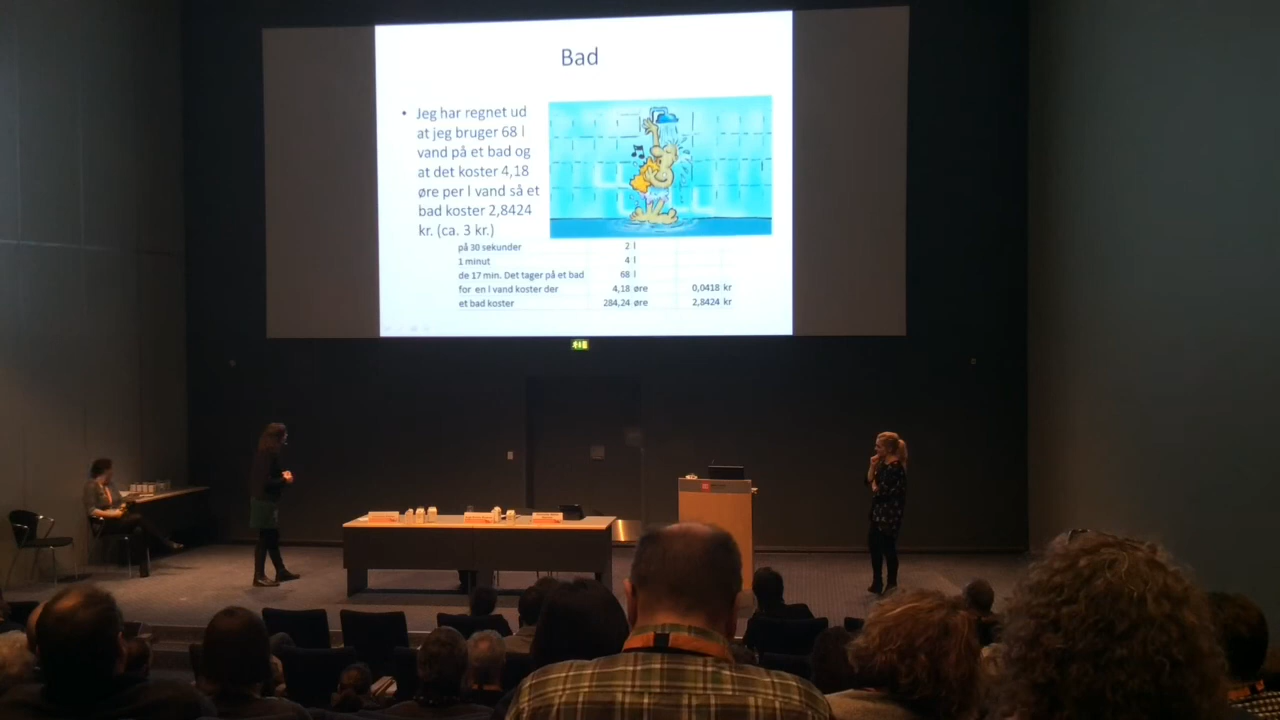 Bad
• Jeg har regnet ud
at jeg bruger 68 l
vand på et bad og
at det koster 4,18
øre per l vand så et
bad koster 2,8424
kr. (ca. 3 kr.)
på 30 sekunder 2 l
1 minut 4 l
de 17 min. Det tager på et bad 68 l
for en l vand koster der 4,18 øre 0,0418 kr
et bad koster 284,24 øre 2,8424 kr